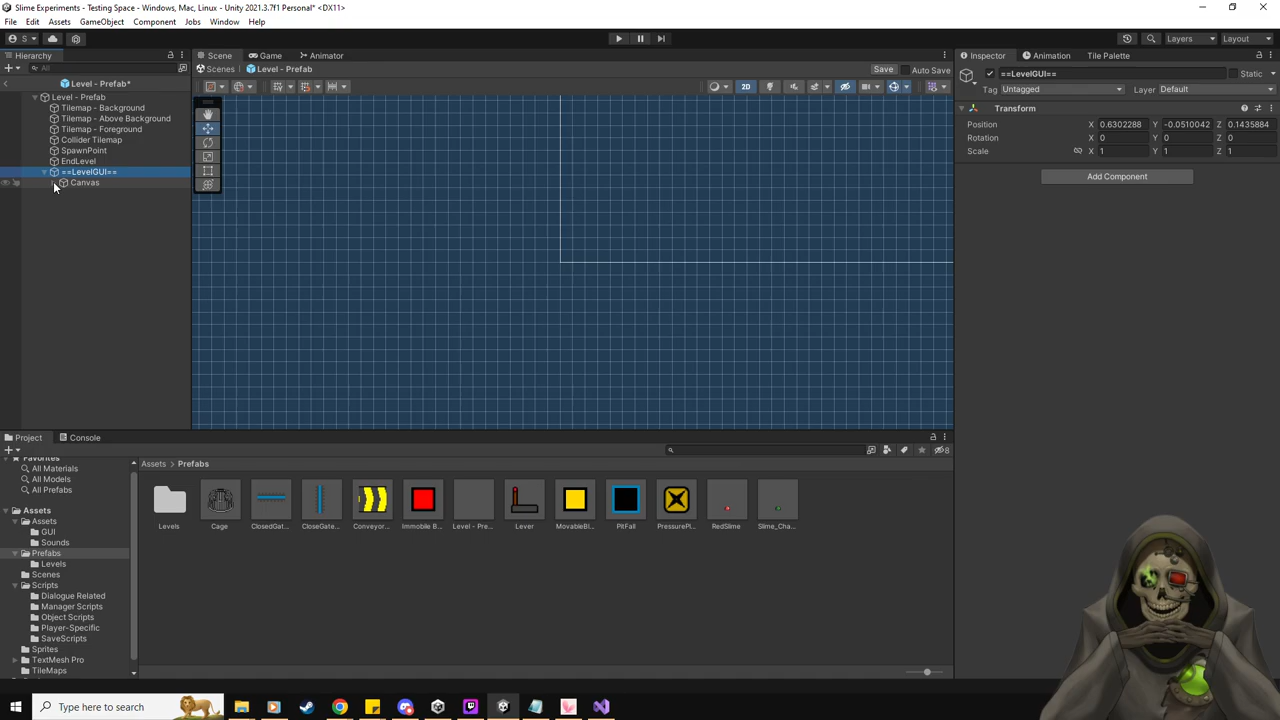 Slime Experiments - Testing Space - Windows, Mac, Linux - Unity 2021.3.7f1 Personal* <DX11>
File Edit Assets GameObject Component Jobs Window Help
S Layers Layout
Hierarchy Scene Game Animator Inspector Animation Tile Palette
All Scenes Level - Prefab Save Auto Save ==LevelGUI== Static
Level - Prefab* 2D Tag Untagged Layer Default
Level - Prefab
Tilemap - Background
Tilemap - Above Background
Tilemap - Foreground
Collider Tilemap
SpawnPoint
EndLevel
==LevelGUI==
Canvas
Transform
Position X 0.6302288 Y -0.0510042 Z 0.1435884
Rotation X 0 Y 0 Z 0
Scale X 1 Y 1 Z 1
Add Component
Project Console
8
Favorites
All Materials
All Models
All Prefabs
Assets
Assets
GUI
Sounds
Prefabs
Levels
Scenes
Scripts
Dialogue Related
Manager Scripts
Object Scripts
Player-Specific
SaveScripts
Sprites
TextMesh Pro
TileMaps
Assets > Prefabs
Levels Cage ClosedGat... CloseGate... Conveyor... Immobile B... Level - Pre... Lever MovableBl... PitFall PressurePl... RedSlime Slime_Cha...
Type here to search